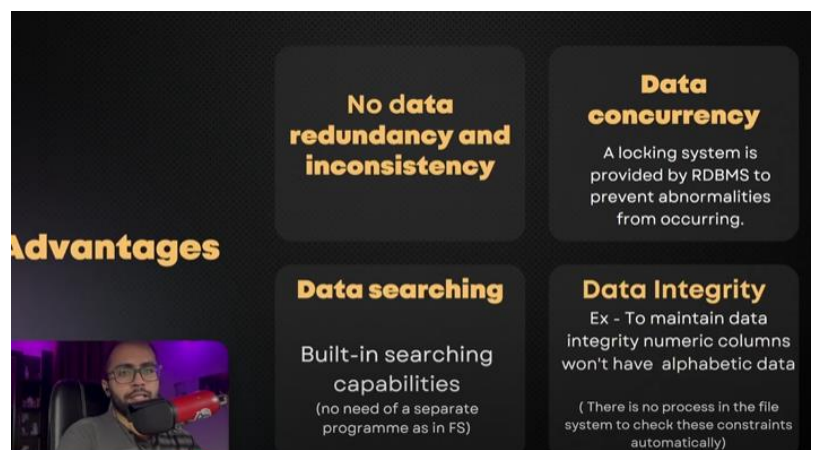 Advantages
No data
redundancy and
inconsistency
Data
concurrency
A locking system is
provided by RDBMS to
prevent abnormalities
from occurring.
Data searching
Built-in searching
capabilities
(no need of a separate
programme as in FS)
Data Integrity
Ex - To maintain data
integrity numeric columns
won't have alphabetic data
( There is no process in the file
system to check these constraints
automatically)